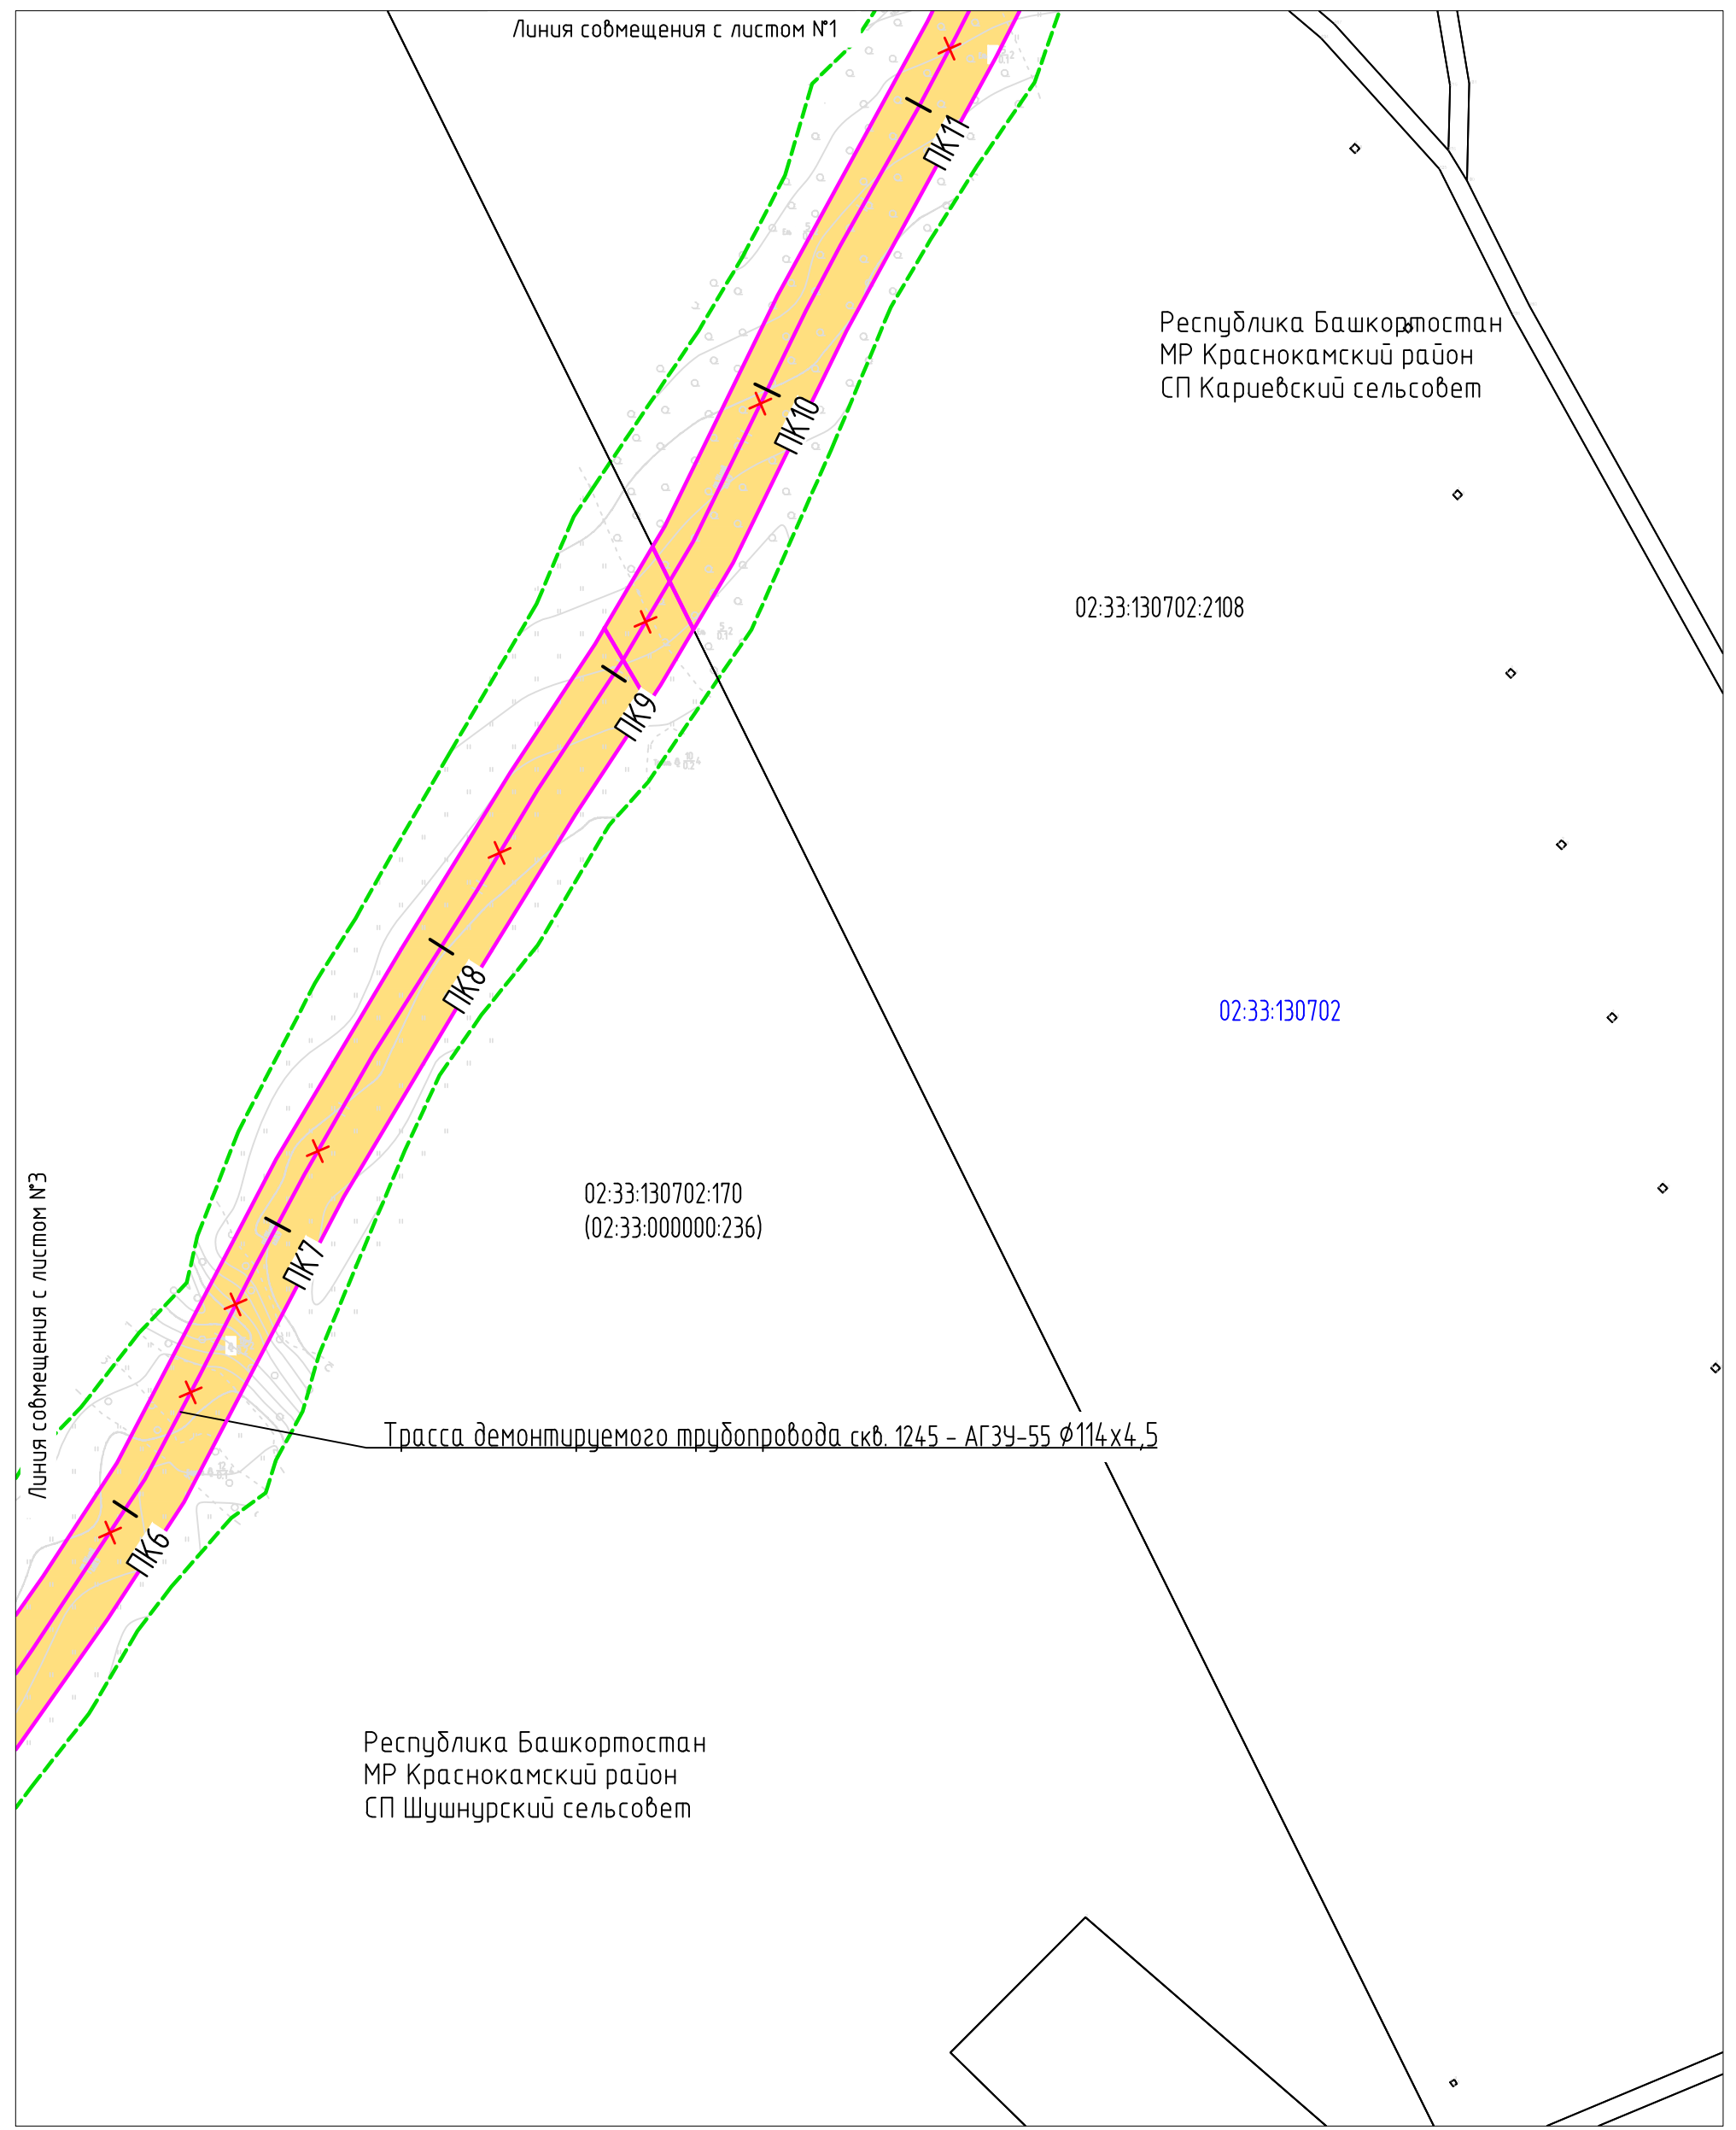 Линия совмещения с листом №1
ПК11
Республика Башкортостан
МР Краснокамский район
СП Кариевский сельсовет
ПК10
02:33:130702:2108
ПК9
ПК8
02:33:130702
Линия совмещения с листом №3
02:33:130702:170
(02:33:000000:236)
ПК7
Трасса демонтируемого трубопровода скв. 1245 - АГЗУ-55 Ø114х4,5
ПК6
Республика Башкортостан
МР Краснокамский район
СП Шушнурский сельсовет